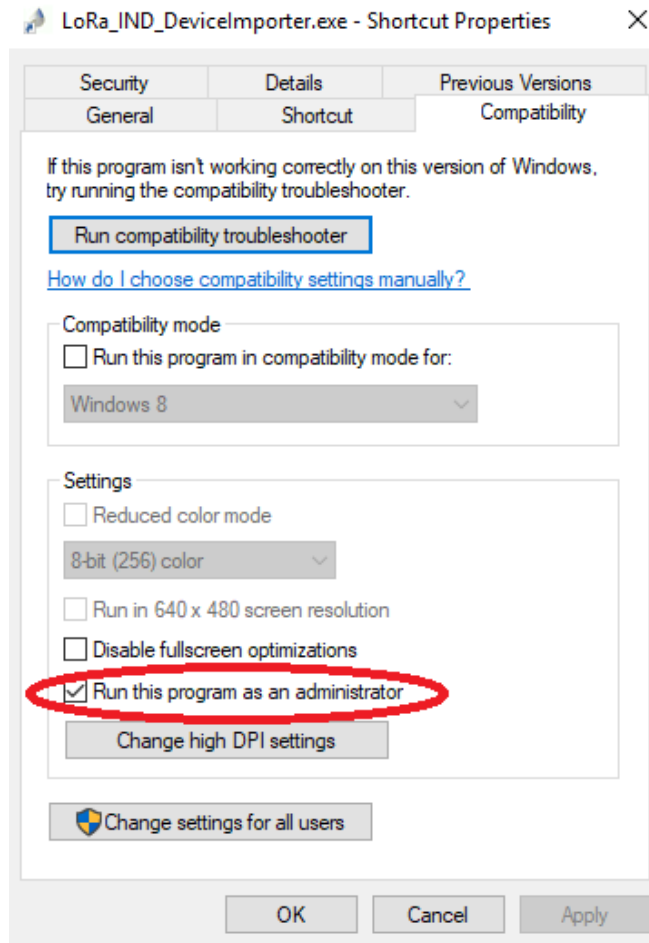 LoRa_IND_DeviceImporter.exe - Shortcut Properties
Security Details Previous Versions
General Shortcut Compatibility
If this program isn't working correctly on this version of Windows,
try running the compatibility troubleshooter.
Run compatibility troubleshooter
How do I choose compatibility settings manually?
Compatibility mode
Run this program in compatibility mode for:
Windows 8
Settings
Reduced color mode
8-bit (256) color
Run in 640 x 480 screen resolution
Disable fullscreen optimizations
Run this program as an administrator
Change high DPI settings
Change settings for all users
OK Cancel Apply